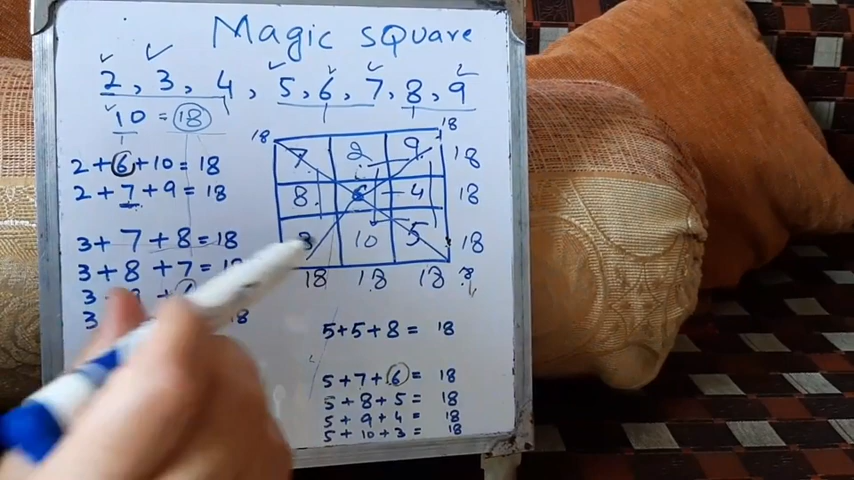 Magic Square
2, 3, 4, 5, 6, 7, 8, 9
10 = 18
18 18
7 2 9 18
8 6 4 18
10 5 18
18 18 18
2+6+10 = 18
2+7+9 = 18
3+7+8 = 18
3+8+7 =
3
3
5+5+8 = 18
5+7+6 = 18
5+8+5 = 18
5+9+4 = 18
5+10+3 = 18